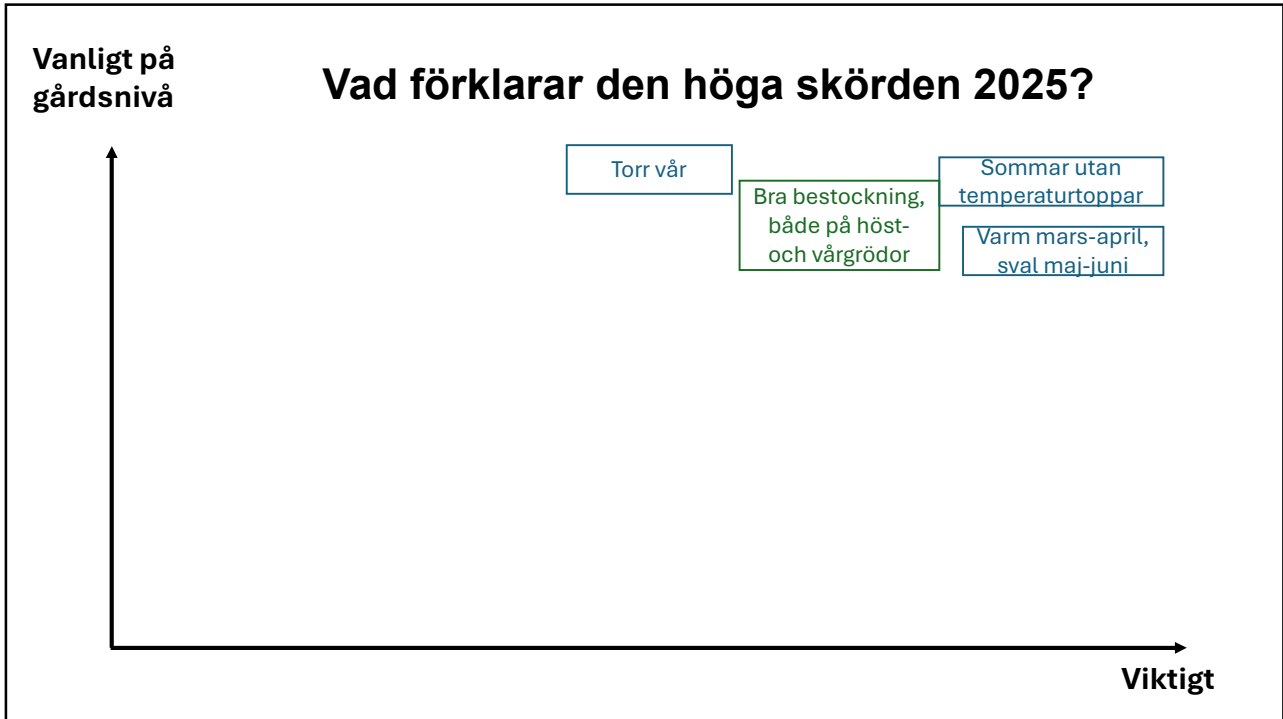 Vanligt på
gårdsnivå
Vad förklarar den höga skörden 2025?
Torr vår
Bra bestockning,
både på höst-
och vårgrödor
Sommar utan
temperaturtoppar
Varm mars-april,
sval maj-juni
Viktigt